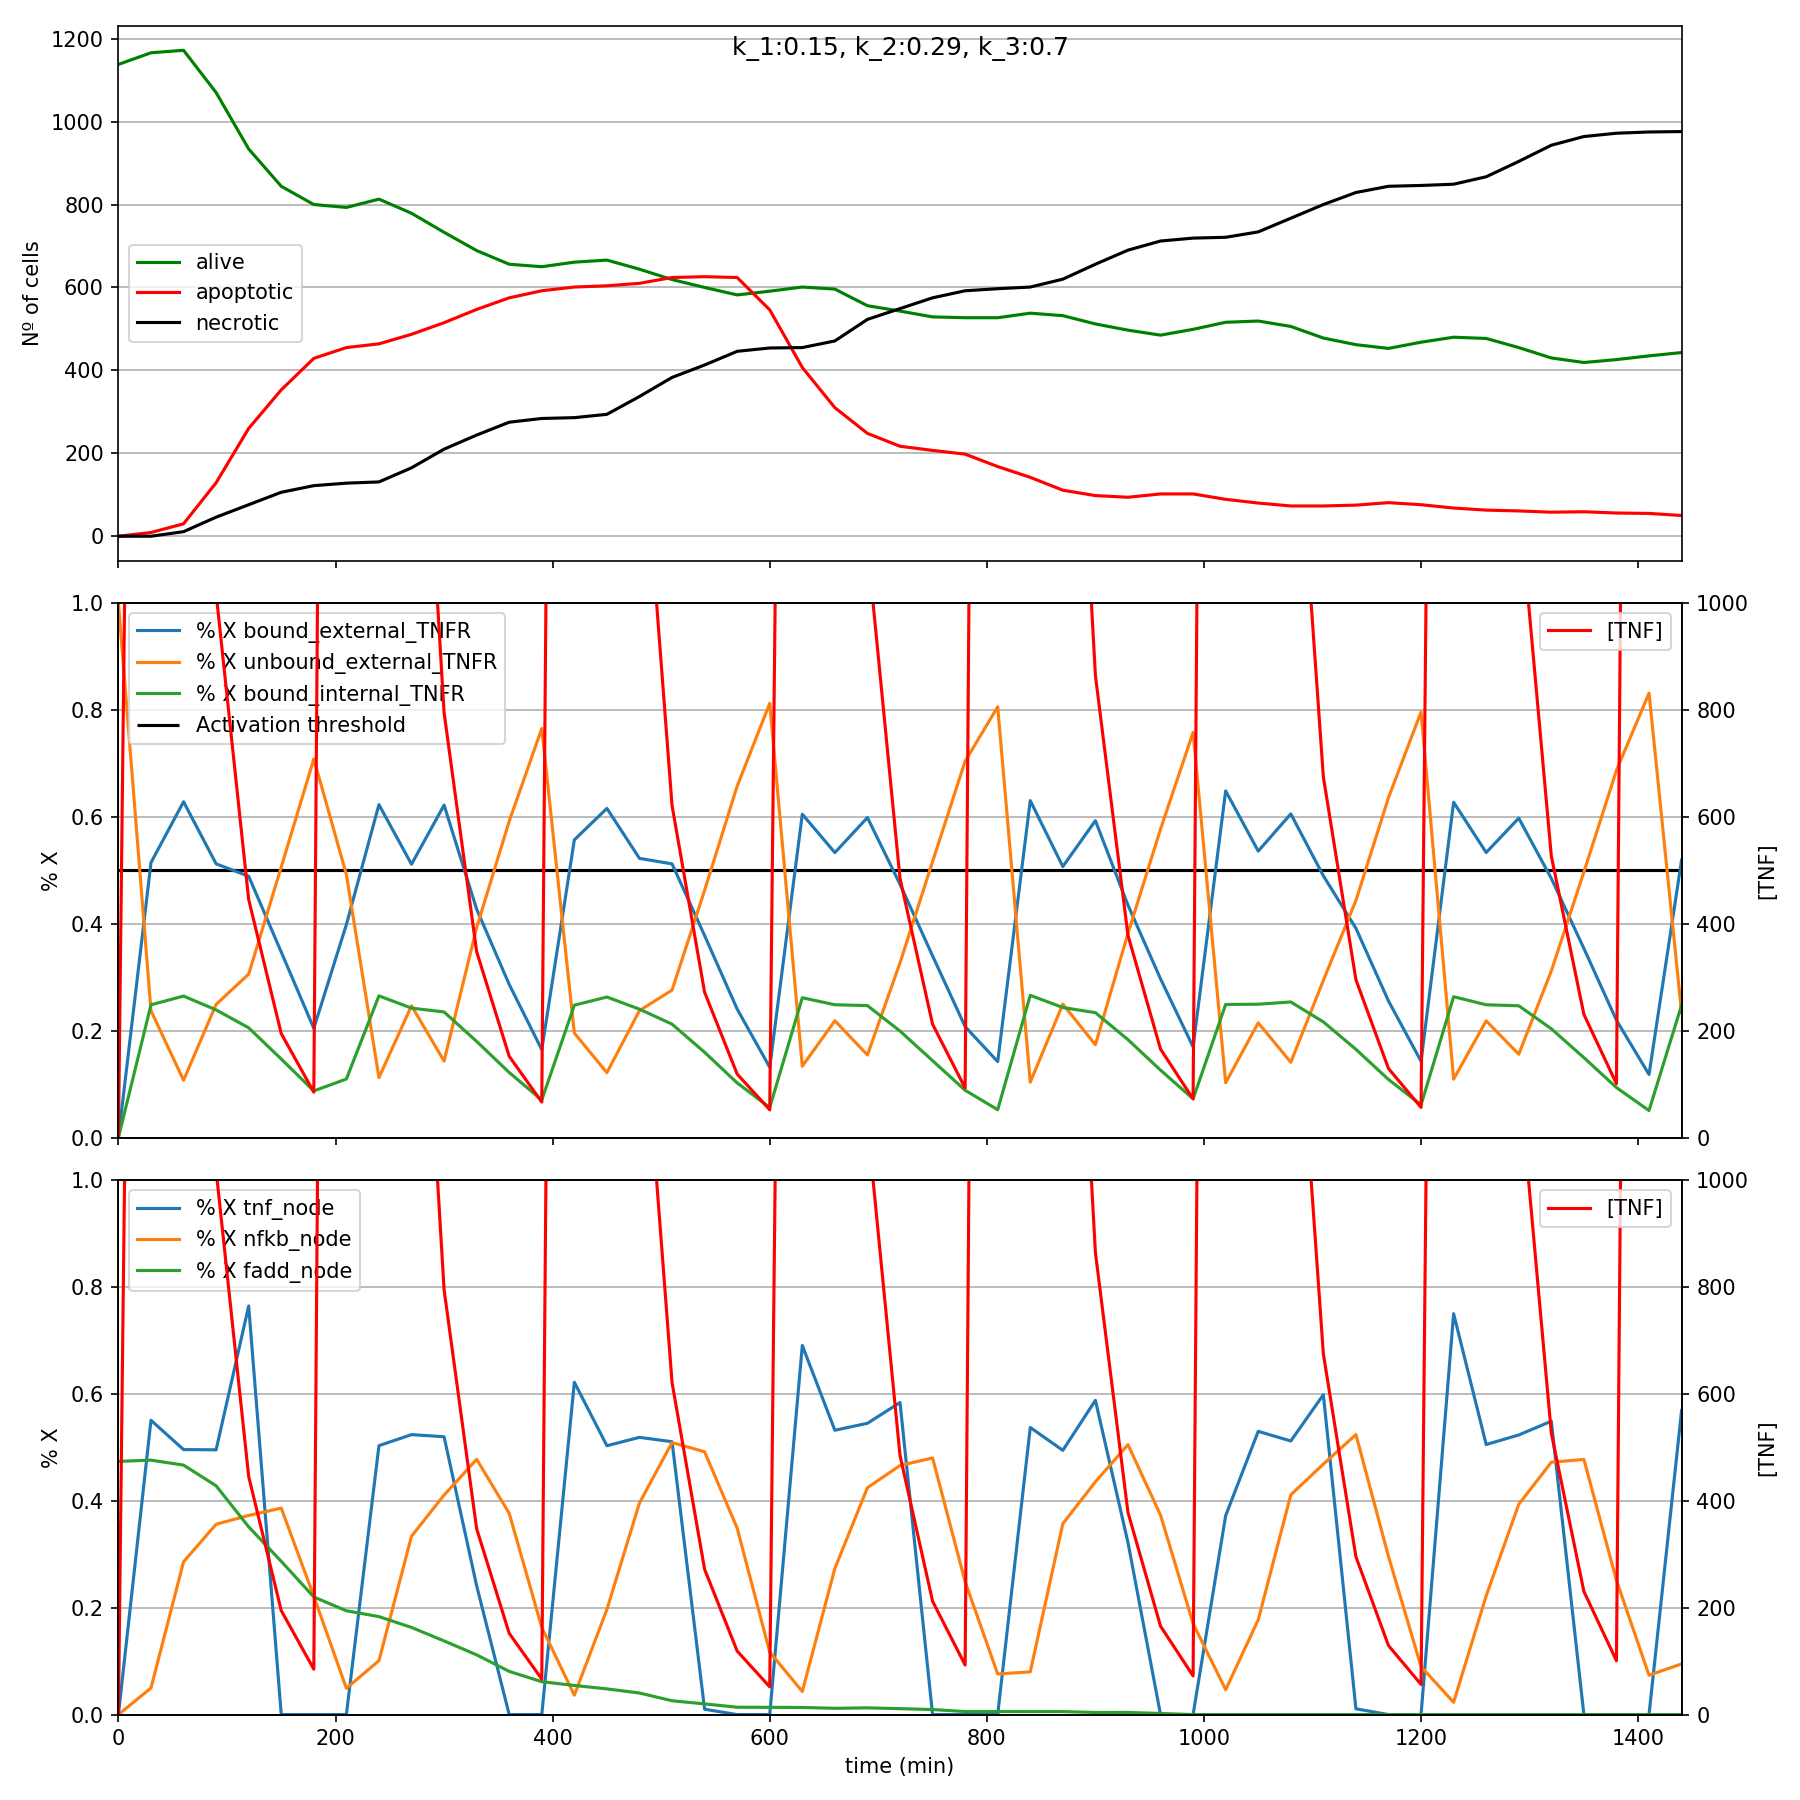 k_1:0.15, k_2:0.29, k_3:0.7
1200
1000
800
600
400
200
0
Nº of cells
alive
apoptotic
necrotic
1.0
0.8
0.6
0.4
0.2
0.0
% X
% X bound_external_TNFR
% X unbound_external_TNFR
% X bound_internal_TNFR
Activation threshold
[TNF]
1000
800
600
400
200
0
[TNF]
1.0
0.8
0.6
0.4
0.2
0.0
% X
% X tnf_node
% X nfkb_node
% X fadd_node
[TNF]
1000
800
600
400
200
0
[TNF]
0 200 400 600 800 1000 1200 1400
time (min)